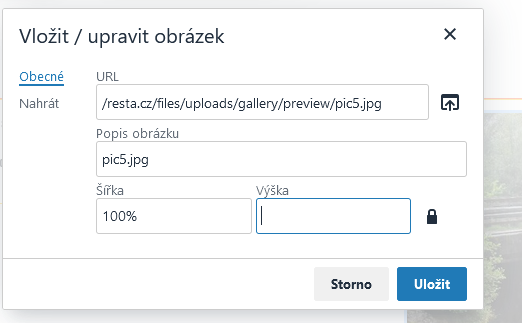 Vložit / upravit obrázek
Obecné
Nahrát
URL
/resta.cz/files/uploads/gallery/preview/pic5.jpg
Popis obrázku
pic5.jpg
Šířka
Výška
100%
Storno
Uložit